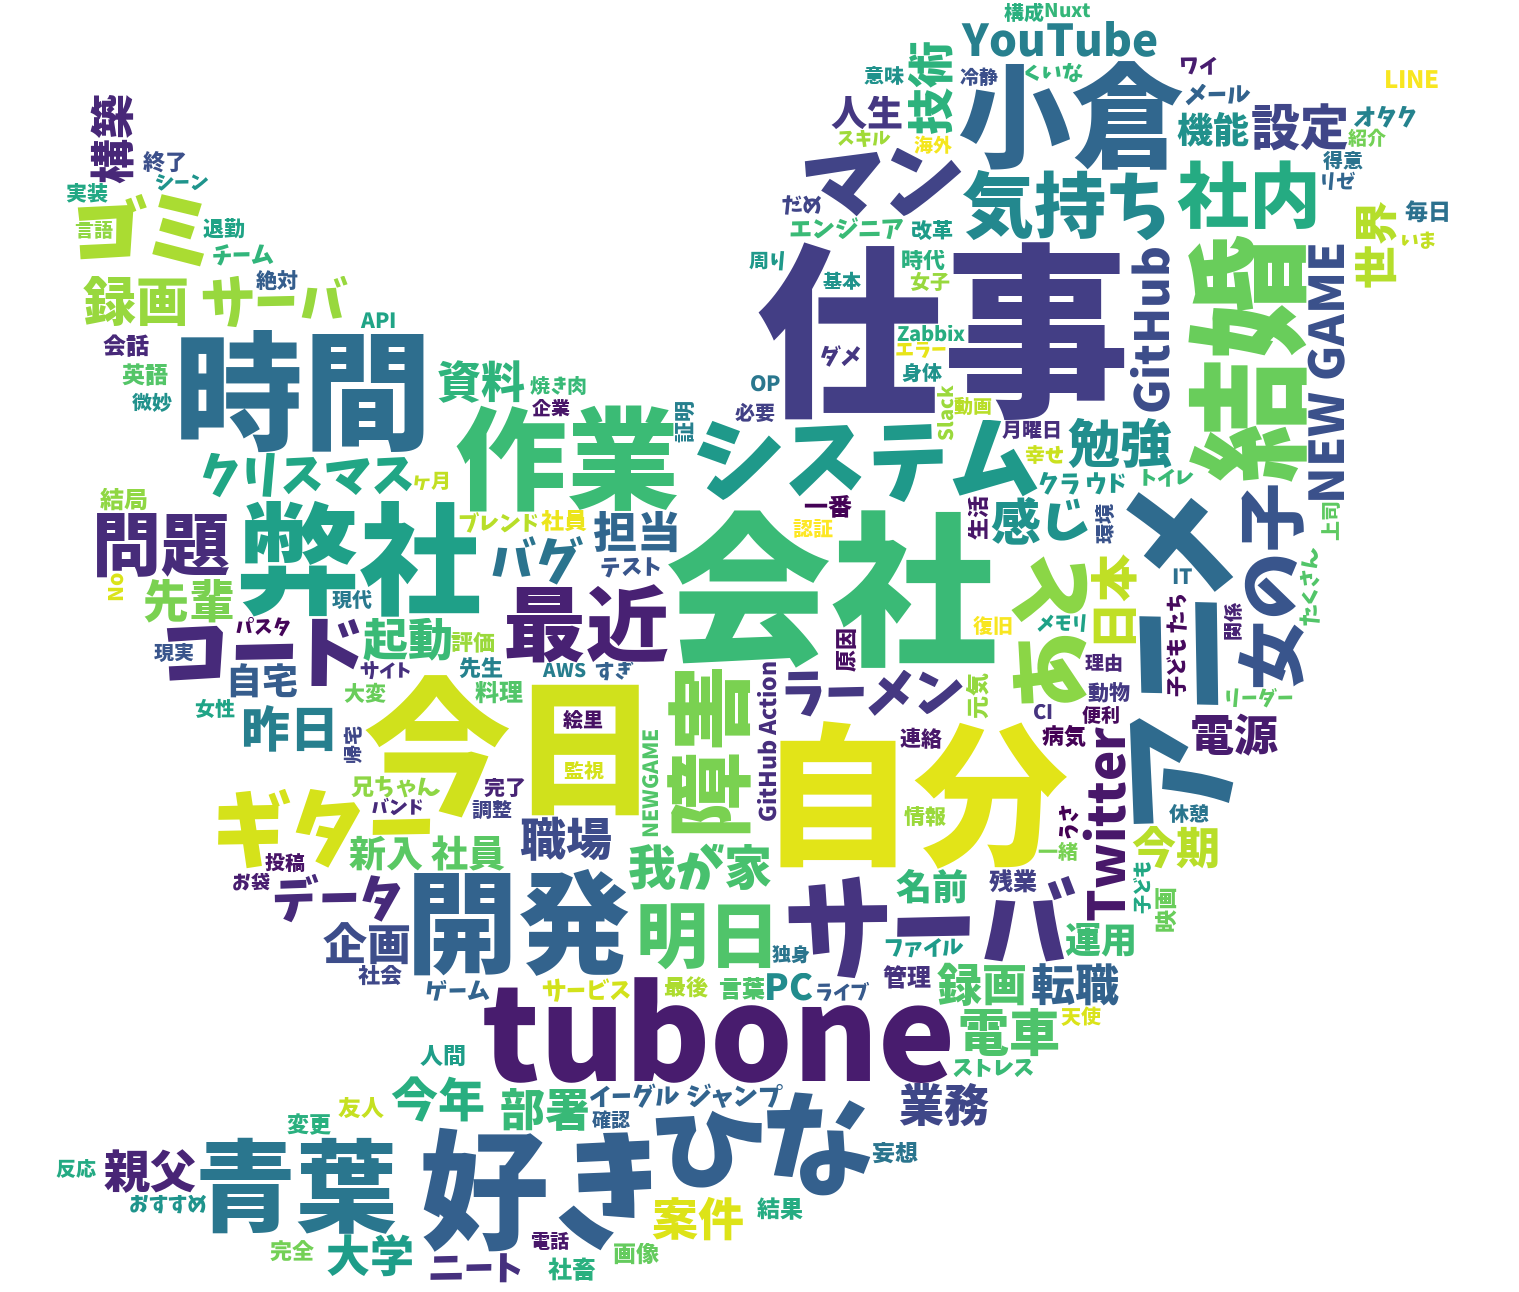 構成
Nuxt
YouTube
意味
冷静
くいな
ワイ
LINE
技術
小倉
メール
人生
機能
設定
オタク
スキル
海外
紹介
構築
終了
マン
得意
リゼ
シーン
実装
気持ち
社内
ゴミ
言語
だめ
毎日
退勤
エンジニア
改革
世界
いま
チーム
周り
時代
結婚
仕事
GitHub
NEW GAME
絶対
基本
女子
録画
サーバ
API
Zabbix
会話
時間
ダメ
エラー
英語
資料
焼き肉
身体
OP
微妙
企業
証明
必要
Slack
動画
作業
システム
月曜日
勉強
クリスマス
幸せ
ヶ月
クラウド
トイレ
結局
一番
生活
感じ
環境
アニメ
女の子
上司
問題
弊社
ブレンド
社員
担当
認証
会社
バグ
テスト
No
先輩
現代
最近
あと
日本
IT
たくさん
子どもたち
関係
コード
パスタ
起動
評価
原因
復旧
メモリ
現実
自宅
サイト
先生
AWS
すぎ
理由
大変
料理
障害
GitHub Action
ラーメン
元気
動物
リーダー
女性
昨日
今日
絵里
CI
便利
電源
帰宅
連絡
病気
NEWGAME
監視
自分
Twitter
兄ちゃん
完了
ギター
バンド
調整
情報
うさ
休憩
職場
今期
投稿
新入
社員
我が家
一緒
お袋
データ
開発
名前
残業
子ども
映画
サーバ
明日
企画
独身
ファイル
運用
社会
管理
録画
転職
ゲーム
サービス
最後
言葉
PC
ライブ
tubone
電車
天使
人間
ストレス
今年
友人
部署
イーグル
ジャンプ
業務
変更
確認
ひな
反応
親父
青葉
好き
妄想
おすすめ
案件
結果
完全
大学
電話
画像
ニート
社畜